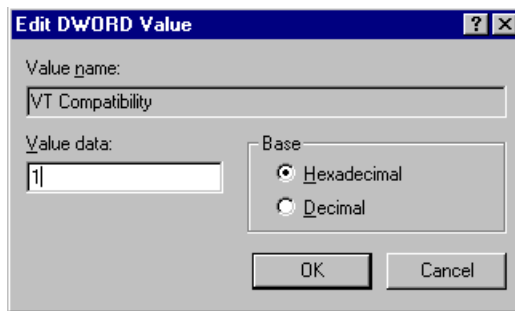 Edit DWORD Value
Value name:
VT Compatibility
Value data:
1
Base
Hexadecimal
Decimal
OK
Cancel